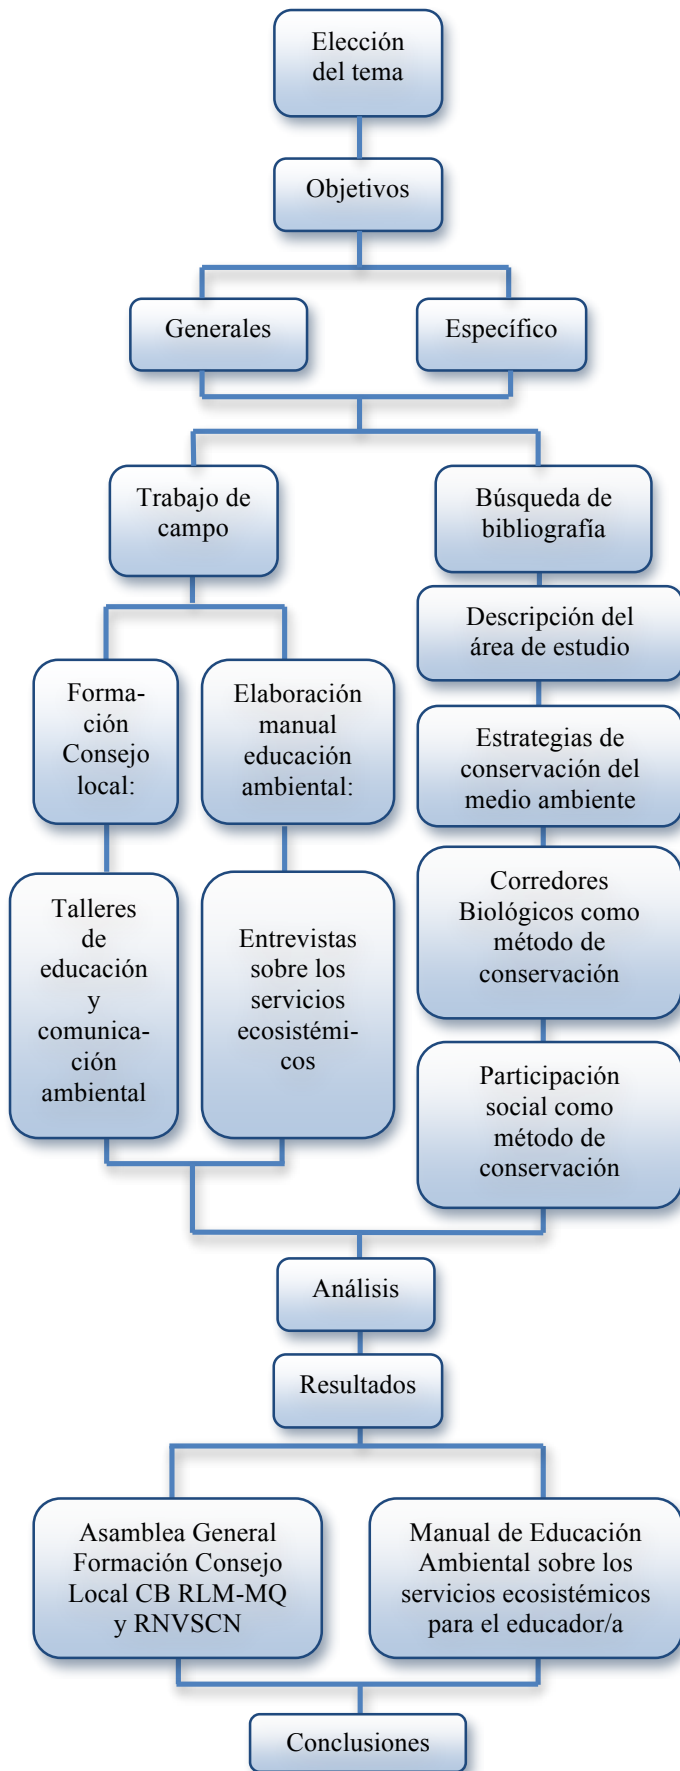 Elección
del tema
Objetivos
Generales
Específico
Trabajo de
campo
Búsqueda de
bibliografía
Descripción del
área de estudio
Forma-
ción
Consejo
local:
Elaboración
manual
educación
ambiental:
Estrategias de
conservación del
medio ambiente
Talleres
de
educación
y
comunica-
ción
ambiental
Entrevistas
sobre los
servicios
ecosistémi-
cos
Corredores
Biológicos como
método de
conservación
Participación
social como
método de
conservación
Análisis
Resultados
Asamblea General
Formación Consejo
Local CB RLM-MQ
y RNVSCN
Manual de Educación
Ambiental sobre los
servicios ecosistémicos
para el educador/a
Conclusiones